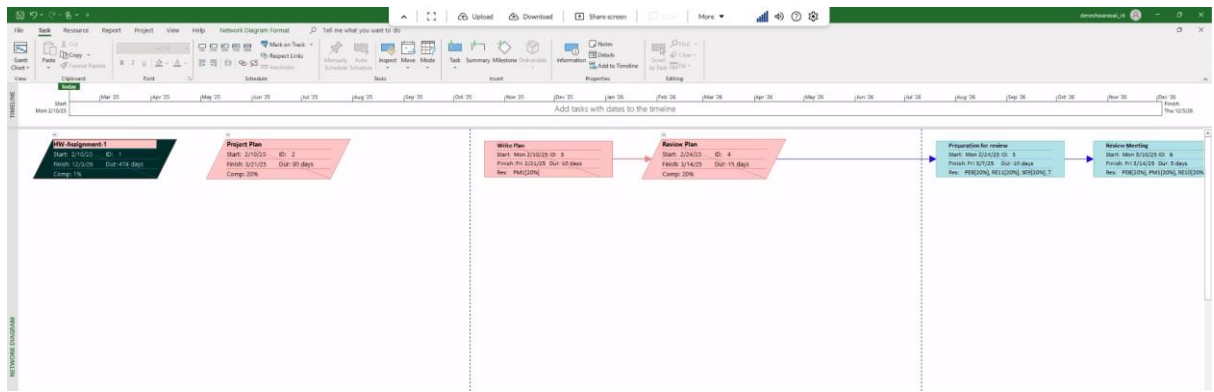 Upload Download Share screen More
File Task Resource Report Project View Help Network Diagram Format Tell me what you want to do
Gantt Chart
Paste
Cut
Copy
Format Painter
Mark on Track
Respect Links
Inactivate
Manually Schedule
Auto Schedule
Inspect Move Mode
Task Summary Milestone Deliverable
Information
Notes
Details
Add to Timeline
Scroll to Task
Find
Clear
Fill
View Clipboard Font Schedule Tasks Insert Properties Editing
Today
TIMELINE
Start
Mon 2/10/25
Mar '25 Apr '25 May '25 Jun '25 Jul '25 Aug '25 Sep '25 Oct '25 Nov '25 Dec '25 Jan '26 Feb '26 Mar '26 Apr '26 May '26 Jun '26 Jul '26 Aug '26 Sep '26 Oct '26 Nov '26 Dec '26
Add tasks with dates to the timeline
Finish
Thu 12/3/26
NETWORK DIAGRAM
HW-Assignment-1
Start: 2/10/25 ID: 1
Finish: 12/3/26 Dur: 474 days
Comp: 1%
Project Plan
Start: 2/10/25 ID: 2
Finish: 3/21/25 Dur: 30 days
Comp: 20%
Write Plan
Start: Mon 2/10/25 ID: 3
Finish: Fri 2/21/25 Dur: 10 days
Res: PM1[20%]
Review Plan
Start: 2/24/25 ID: 4
Finish: 3/14/25 Dur: 15 days
Comp: 20%
Preparation for review
Start: Mon 2/24/25 ID: 5
Finish: Fri 3/7/25 Dur: 10 days
Res: PER[20%], RE11[20%], SER[20%], T
Review Meeting
Start: Mon 3/10/25 ID: 6
Finish: Fri 3/14/25 Dur: 5 days
Res: PER[20%], PM1[20%], RE10[20%